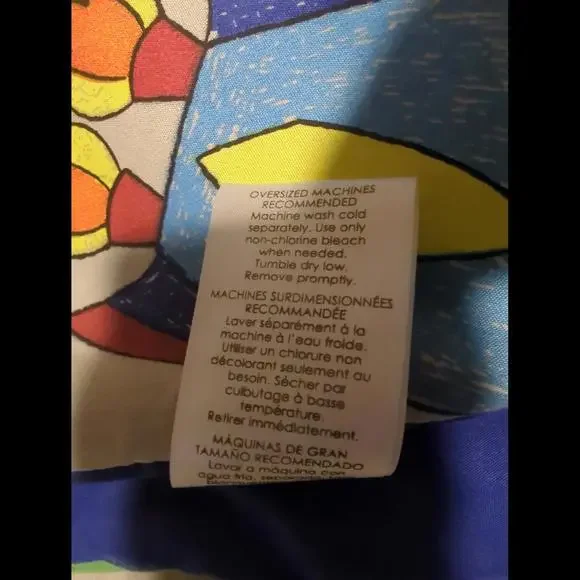 OVERSIZED MACHINES
RECOMMENDED
Machine wash cold
separately. Use only
non-chlorine bleach
when needed.
Tumble dry low.
Remove promptly.
MACHINES SURDIMENSIONNÉES
RECOMMANDÉE
Laver séparément à la
machine à l'eau froide.
Utiliser un chlorure non
décolorant seulement au
besoin. Sécher par
culbutage à basse
température.
Retirer immédiatement.
MÁQUINAS DE GRAN
TAMAÑO RECOMENDADO
Lavar a máquina con
agua fría,